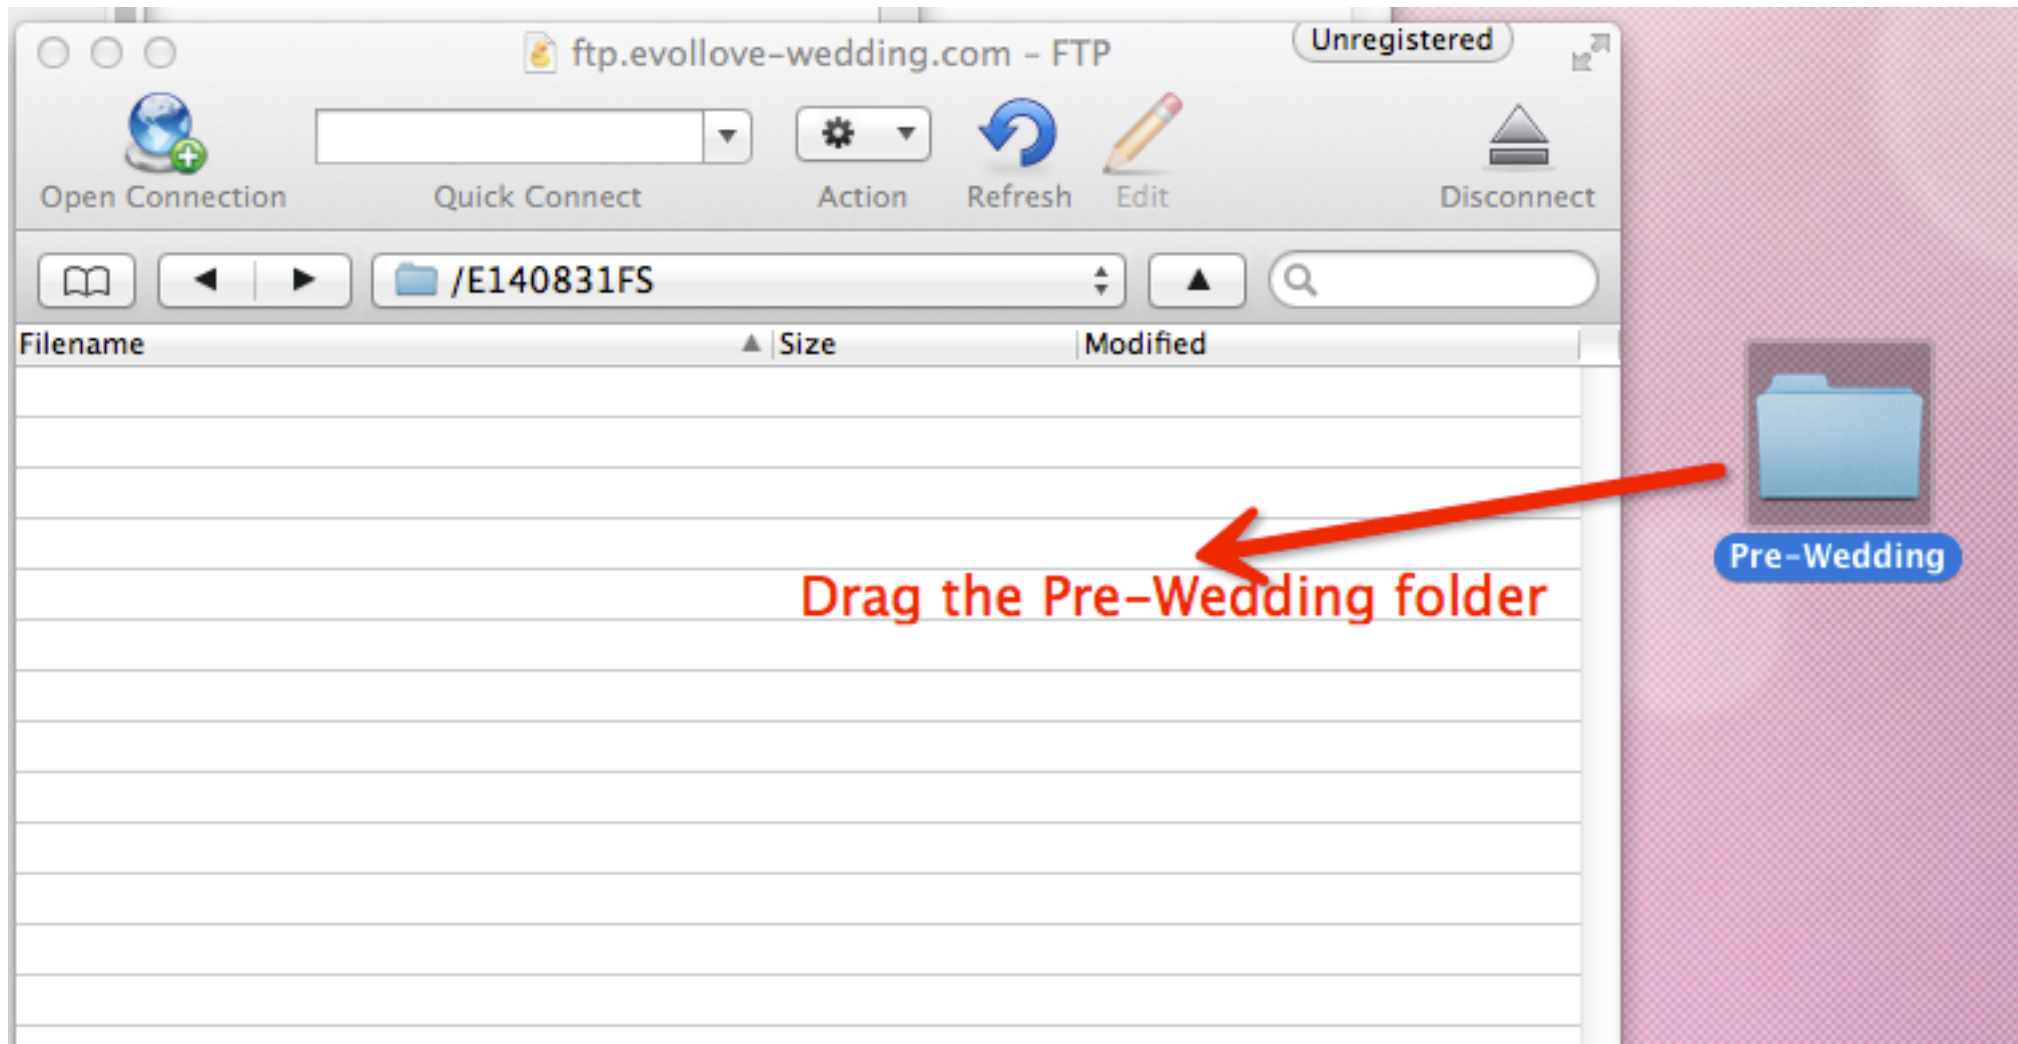 ftp.evollove-wedding.com – FTP
Unregistered
Open Connection
Quick Connect
Action
Refresh
Edit
Disconnect
/E140831FS
Filename
Size
Modified
Pre-Wedding
Drag the Pre-Wedding folder